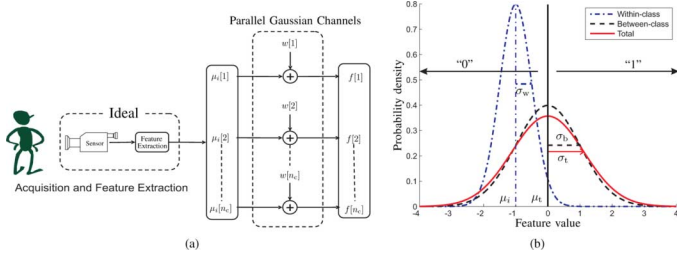 Parallel Gaussian Channels
w[1]
μi[1]
+
f[1]
Ideal
w[2]
Sensor
Feature
Extraction
μi[2]
+
f[2]
Acquisition and Feature Extraction
w[nc]
μi[nc]
+
f[nc]
(a)
Within-class
Between-class
Total
"0"
"1"
σw
σb
σt
μi
μt
Probability density
0.8
0.7
0.6
0.5
0.4
0.3
0.2
0.1
0
-4
-3
-2
-1
0
1
2
3
4
Feature value
(b)